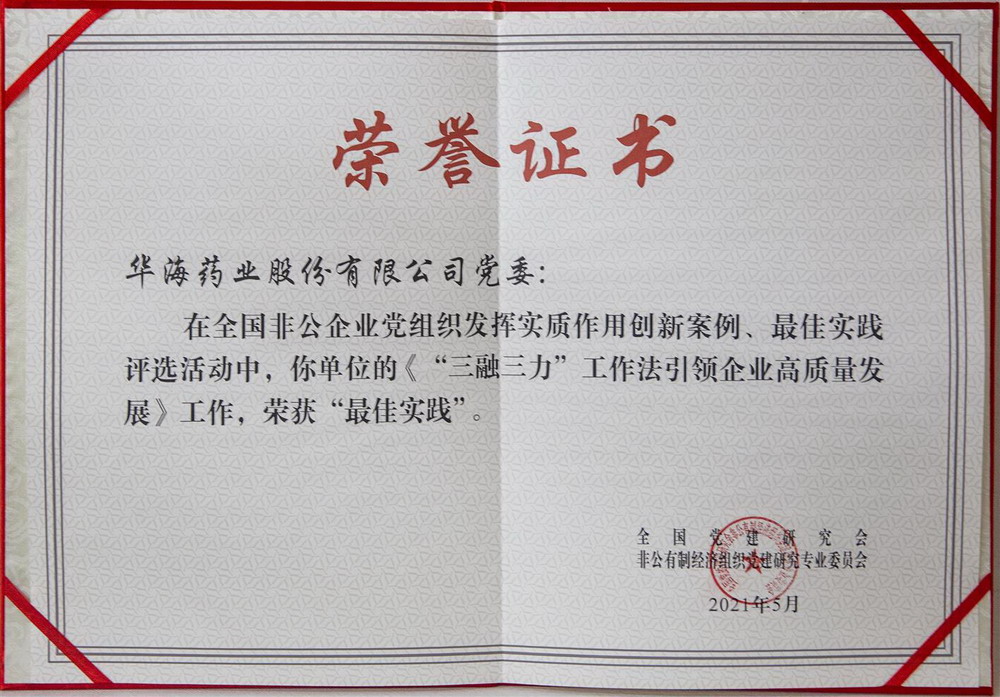 荣誉证书
华海药业股份有限公司党委：
在全国非公企业党组织发挥实质作用创新案例、最佳实践
评选活动中，你单位的《“三融三力”工作法引领企业高质量发
展》工作，荣获“最佳实践”。
全国党建研究会
非公有制经济组织党建研究专业委员会
2021年5月